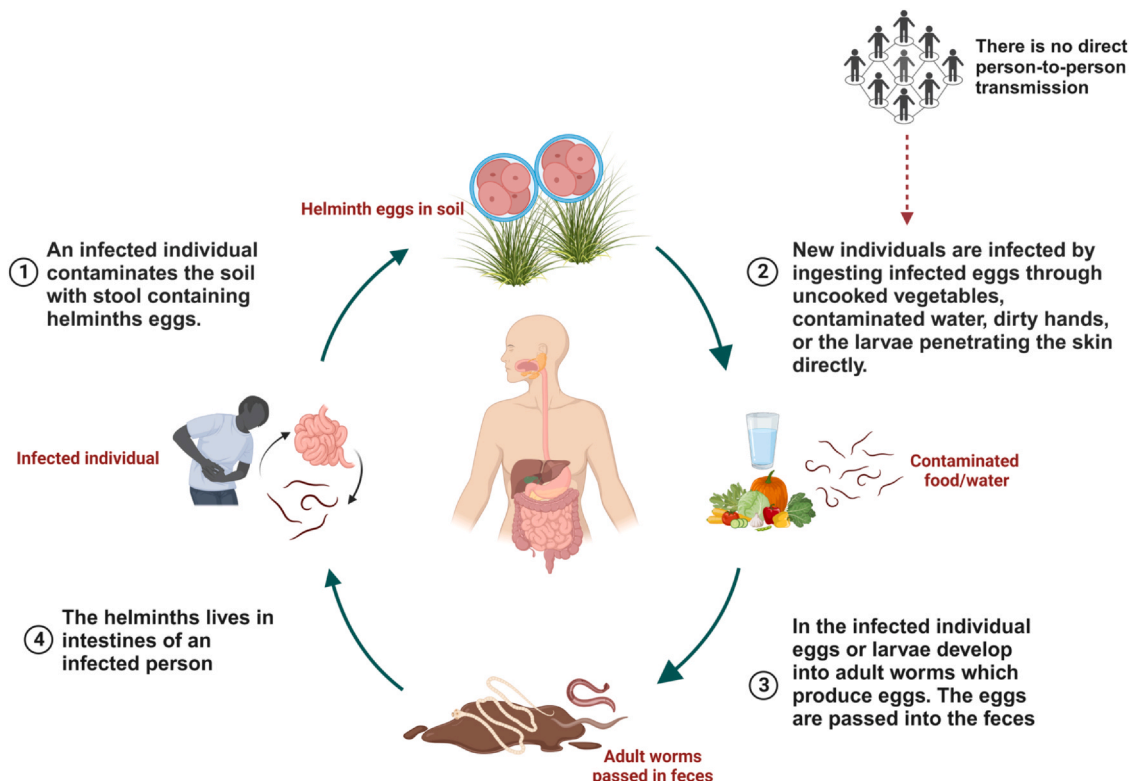 There is no direct
person-to-person
transmission
Helminth eggs in soil
1
An infected individual
contaminates the soil
with stool containing
helminths eggs.
2
New individuals are infected by
ingesting infected eggs through
uncooked vegetables,
contaminated water, dirty hands,
or the larvae penetrating the skin
directly.
Infected individual
Contaminated
food/water
4
The helminths lives in
intestines of an
infected person
3
In the infected individual
eggs or larvae develop
into adult worms which
produce eggs. The eggs
are passed into the feces
Adult worms
passed in feces